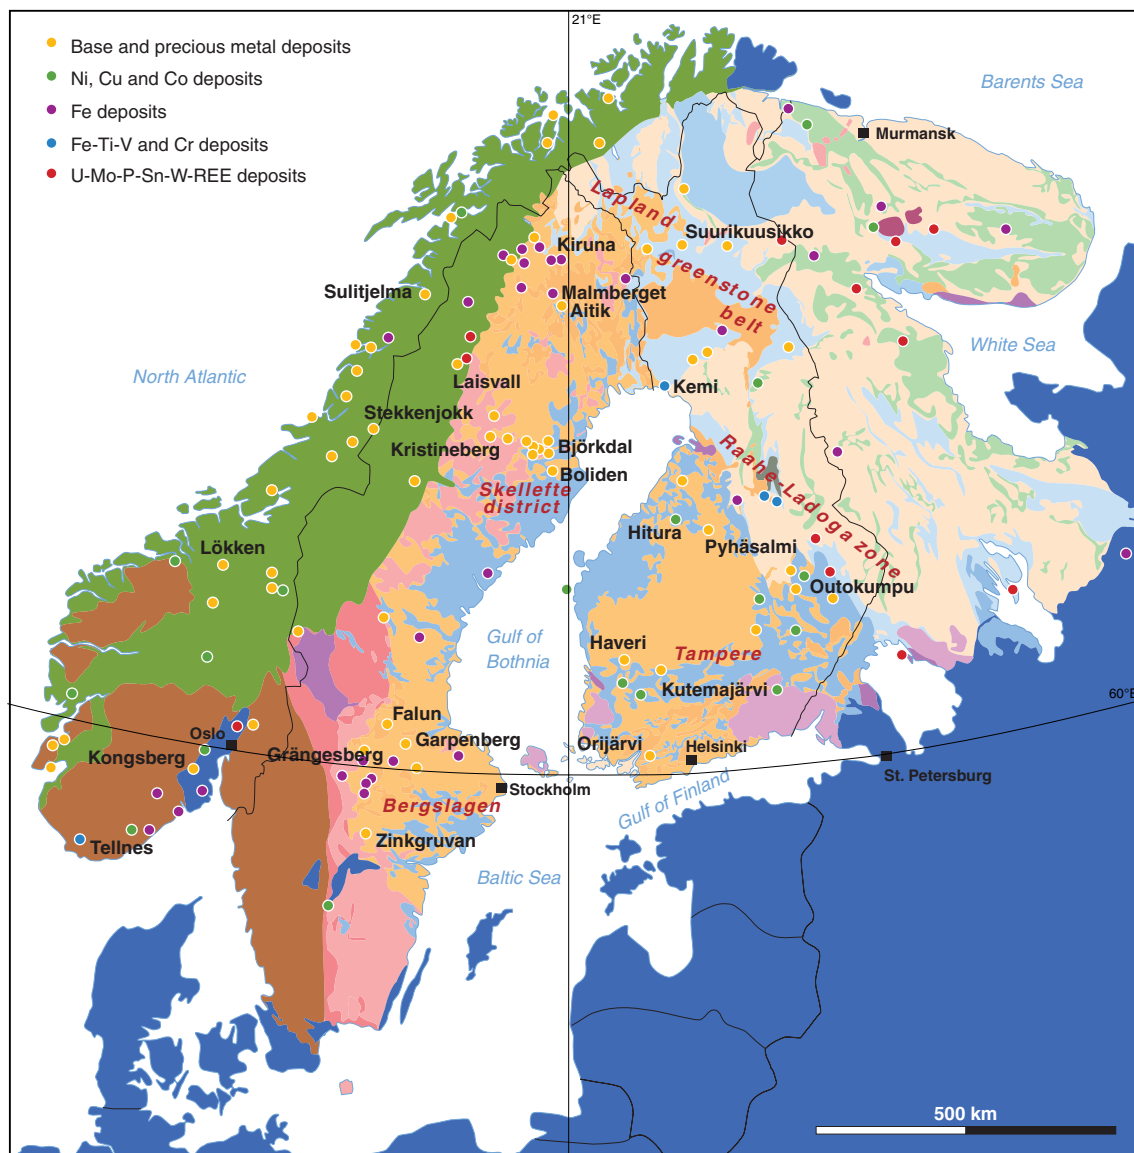 21°E
Base and precious metal deposits
Ni, Cu and Co deposits
Fe deposits
Fe-Ti-V and Cr deposits
U-Mo-P-Sn-W-REE deposits
Barents Sea
Murmansk
Lapland
greenstone
belt
Suurikuusikko
Kiruna
Sulitjelma
Malmberget
Aitik
White Sea
North Atlantic
Laisvall
Kemi
Stekkenjokk
Kristineberg
Björkdal
Boliden
Skellefte
district
Raahe-Ladoga zone
Hitura
Pyhäsalmi
Lökken
Outokumpu
Gulf of
Bothnia
Haveri
Tampere
Kutemajärvi
60°E
Falun
Oslo
Garpenberg
Grängesberg
Kongsberg
Orijärvi
Helsinki
St. Petersburg
Stockholm
Gulf of Finland
Bergslagen
Tellnes
Zinkgruvan
Baltic Sea
500 km